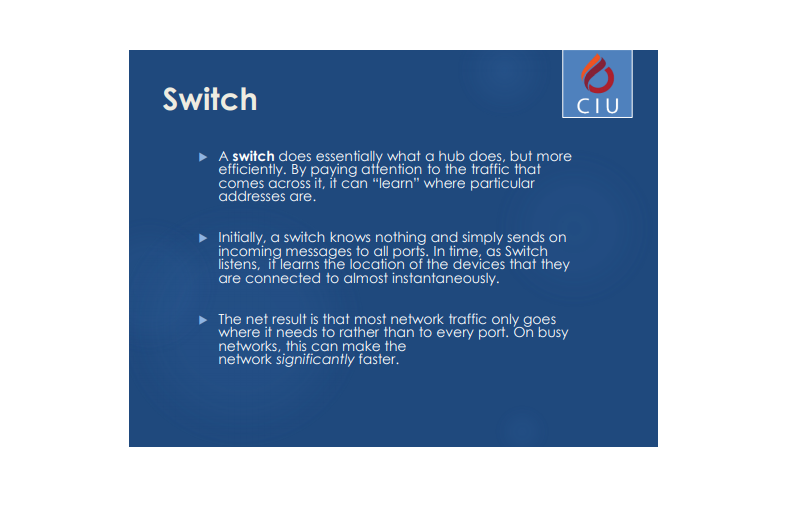 Switch
CIU
A switch does essentially what a hub does, but more
efficiently. By paying attention to the traffic that
comes across it, it can “learn” where particular
addresses are.
Initially, a switch knows nothing and simply sends on
incoming messages to all ports. In time, as Switch
listens,  it learns the location of the devices that they
are connected to almost instantaneously.
The net result is that most network traffic only goes
where it needs to rather than to every port. On busy
networks, this can make the
network significantly faster.